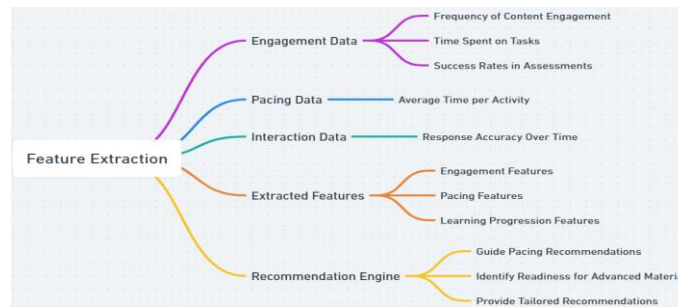 Frequency of Content Engagement
Engagement Data
Time Spent on Tasks
Success Rates in Assessments
Pacing Data
Average Time per Activity
Interaction Data
Response Accuracy Over Time
Feature Extraction
Engagement Features
Extracted Features
Pacing Features
Learning Progression Features
Guide Pacing Recommendations
Recommendation Engine
Identify Readiness for Advanced Materi
Provide Tailored Recommendations